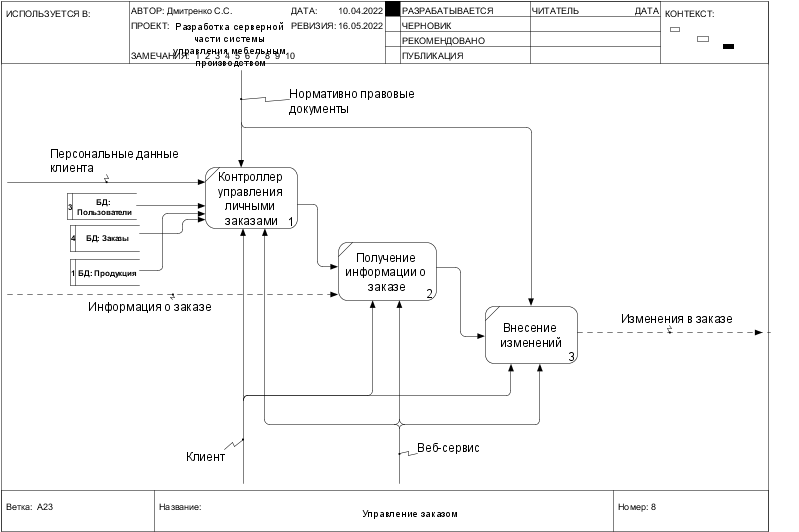 ИСПОЛЬЗУЕТСЯ В:
АВТОР: Дмитренко С.С.
ДАТА: 10.04.2022
ПРОЕКТ: Разработка серверной
части системы
управления мебельным
производством
РЕВИЗИЯ: 16.05.2022
ЗАМЕЧАНИЯ: 1 2 3 4 5 6 7 8 9 10
РАЗРАБАТЫВАЕТСЯ
ЧЕРНОВИК
РЕКОМЕНДОВАНО
ПУБЛИКАЦИЯ
ЧИТАТЕЛЬ ДАТА
КОНТЕКСТ:
Нормативно правовые
документы
Персональные данные
клиента
Контроллер
управления
личными
заказами
1
3 БД:
Пользователи
4 БД: Заказы
1 БД: Продукция
Получение
информации о
заказе
2
Информация о заказе
Внесение
изменений
3
Изменения в заказе
Клиент
Веб-сервис
Ветка: A23
Название:
Управление заказом
Номер: 8